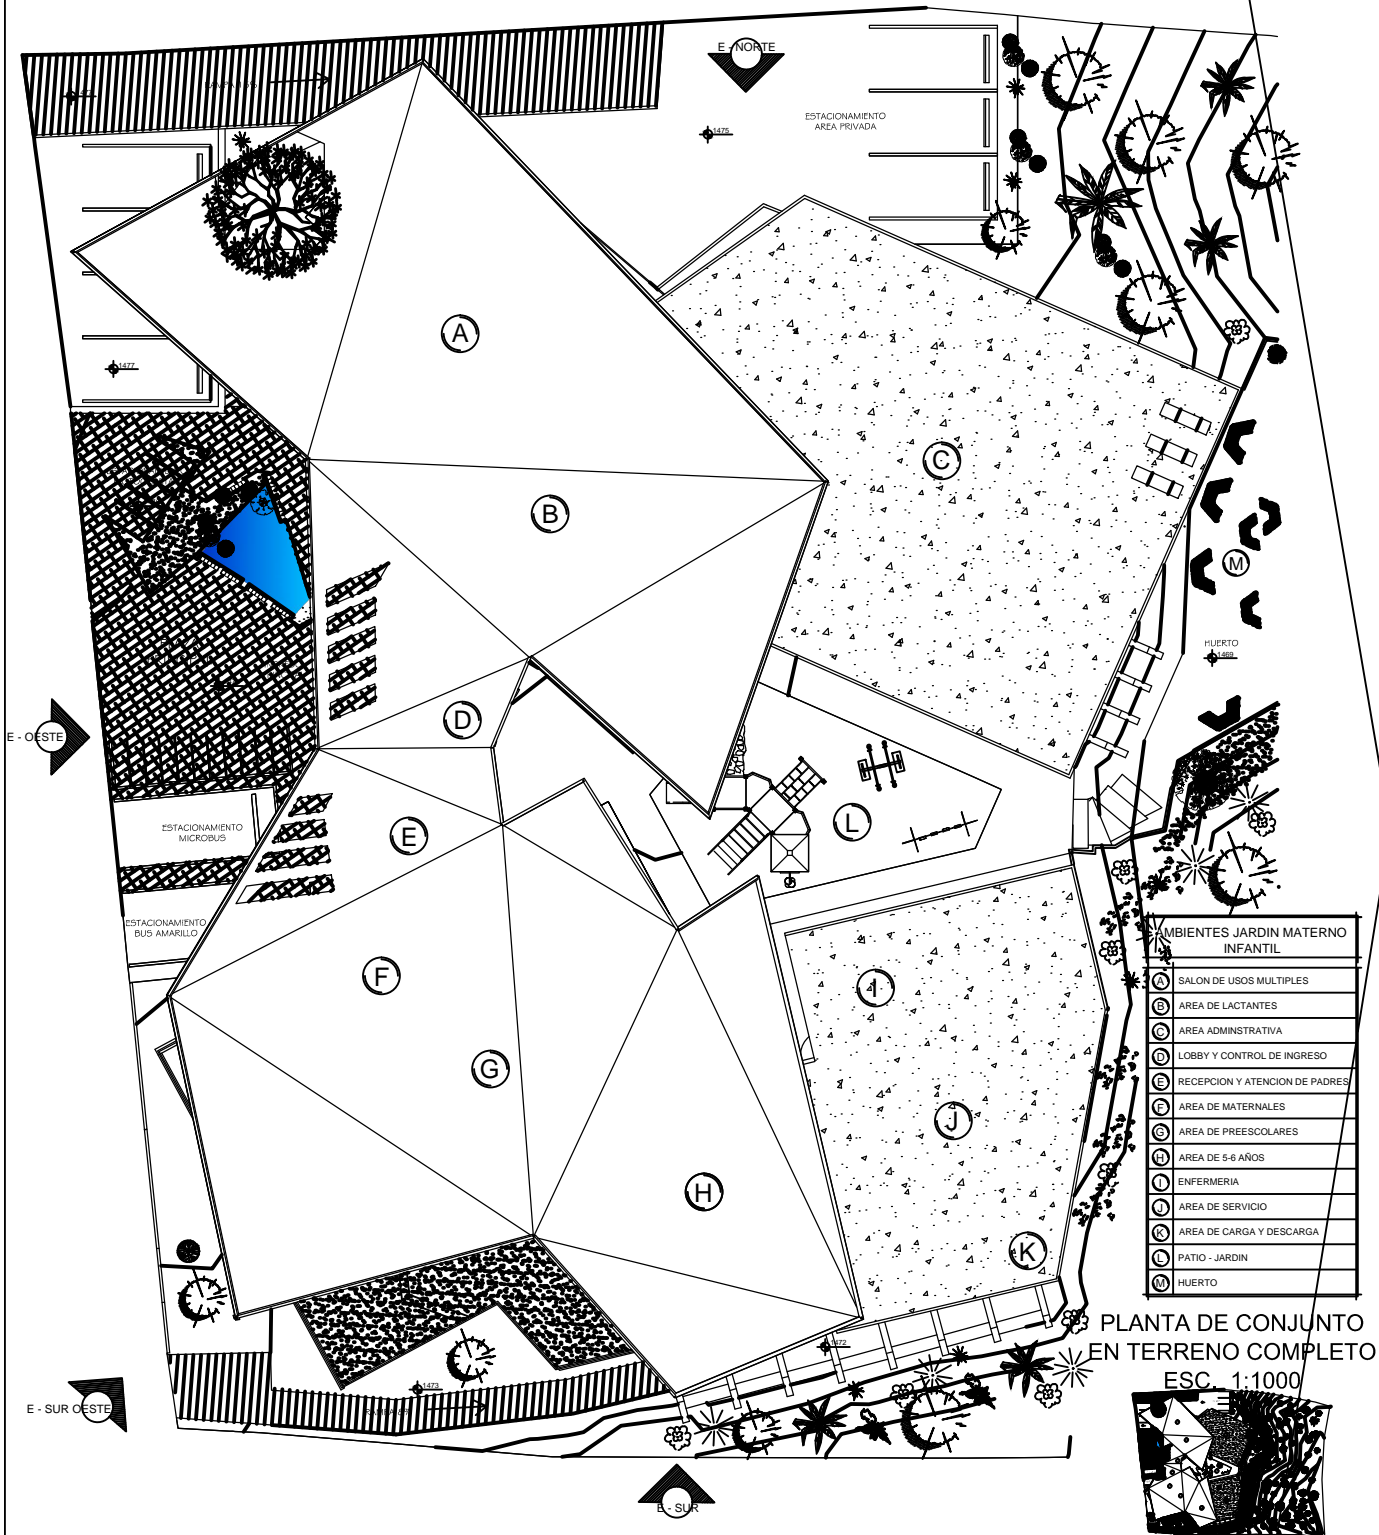 E - NORTE
ESTACIONAMIENTO
AREA PRIVADA
1475
A
1477
C
B
M
HUERTO
1469
D
E - OESTE
ESTACIONAMIENTO
MICROBUS
E
L
ESTACIONAMIENTO
BUS AMARILLO
F
I
G
J
H
K
AMBIENTES JARDIN MATERNO
INFANTIL
A SALON DE USOS MULTIPLES
B AREA DE LACTANTES
C AREA ADMINSTRATIVA
D LOBBY Y CONTROL DE INGRESO
E RECEPCION Y ATENCION DE PADRES
F AREA DE MATERNALES
G AREA DE PREESCOLARES
H AREA DE 5-6 AÑOS
I ENFERMERIA
J AREA DE SERVICIO
K AREA DE CARGA Y DESCARGA
L PATIO - JARDIN
M HUERTO
1472
PLANTA DE CONJUNTO
EN TERRENO COMPLETO
ESC. 1:1000
1473
E - SUR OESTE
E - SUR